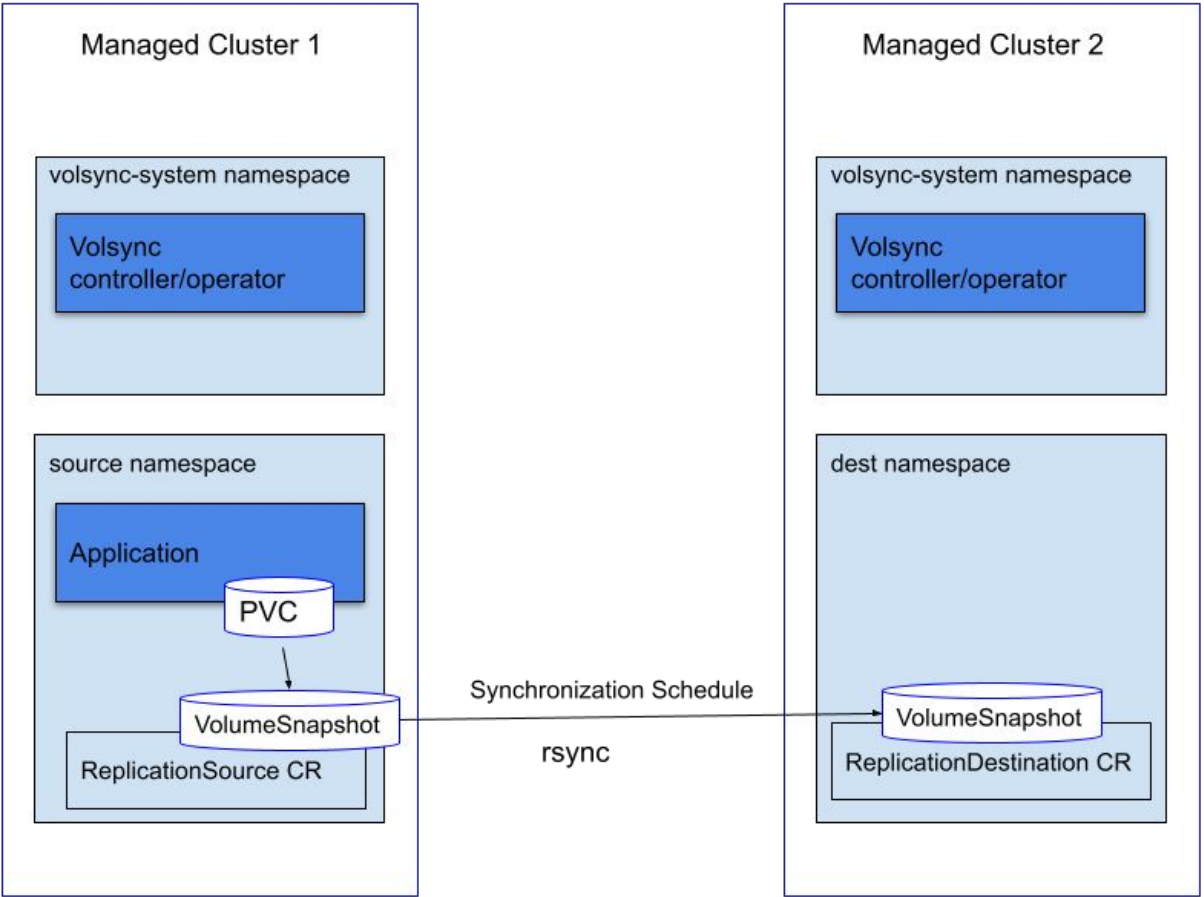 Managed Cluster 1
volsync-system namespace
Volsync
controller/operator
source namespace
Application
PVC
VolumeSnapshot
ReplicationSource CR
Synchronization Schedule
rsync
Managed Cluster 2
volsync-system namespace
Volsync
controller/operator
dest namespace
VolumeSnapshot
ReplicationDestination CR